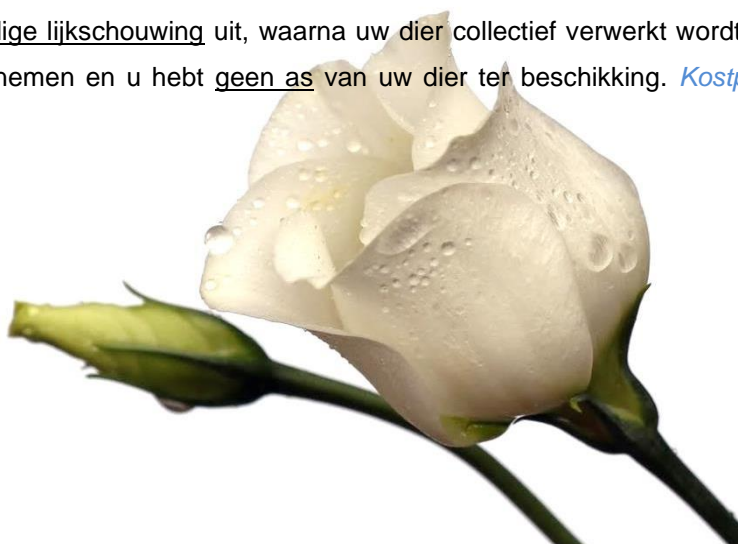 lige lijkschouwing uit, waarna uw dier collectief verwerkt wordt
nemen en u hebt geen as van uw dier ter beschikking. Kostp